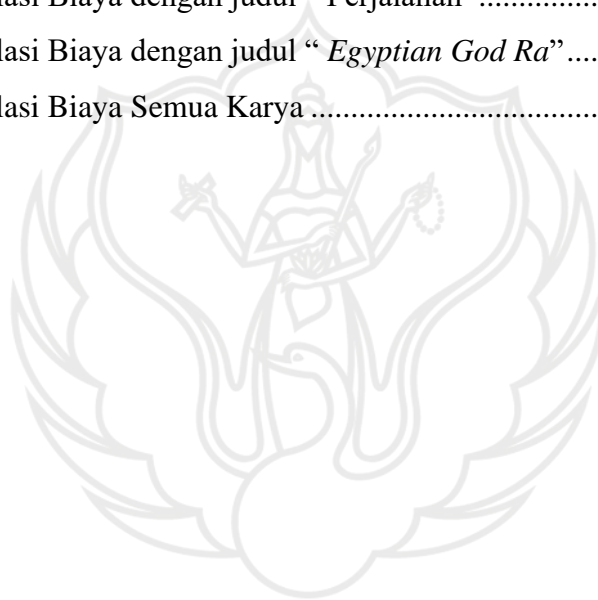 lasi Biaya dengan judul “ Perjalanan” ...............
lasi Biaya dengan judul “ Egyptian God Ra” ....
lasi Biaya Semua Karya .....................................